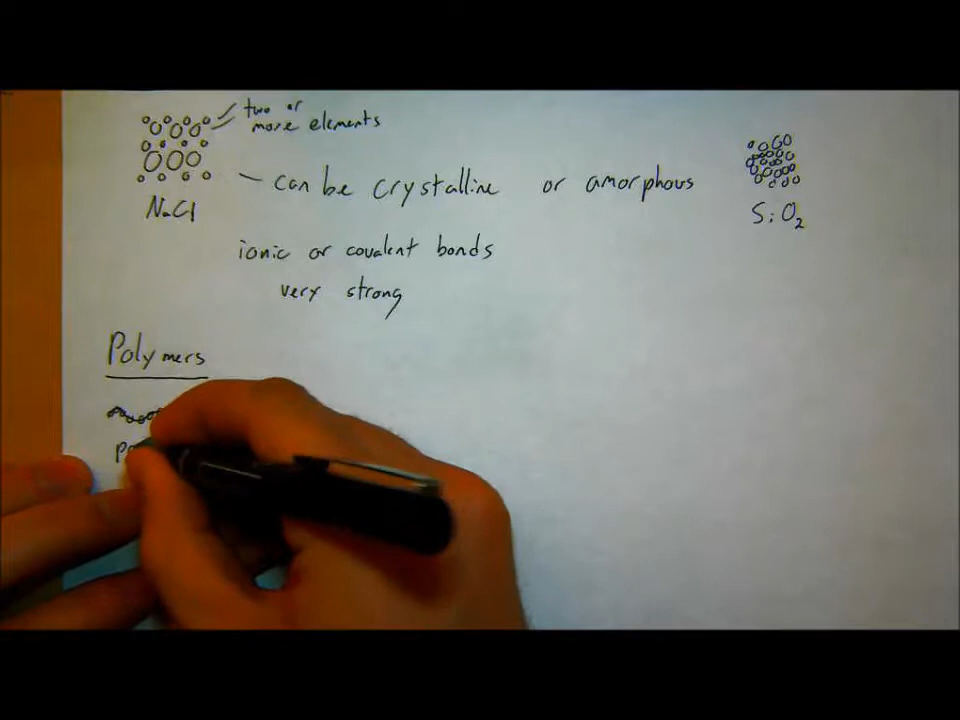 two or
more elements
can be crystalline or amorphous
NaCl
SiO₂
ionic or covalent bonds
very strong
Polymers